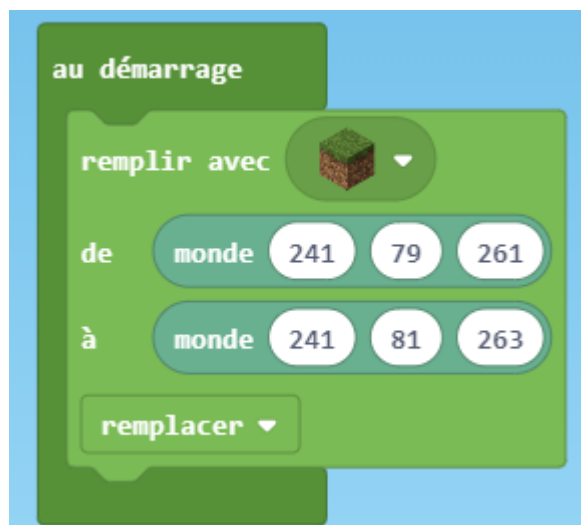 au démarrage
remplir avec
de monde 241 79 261
à monde 241 81 263
remplacer